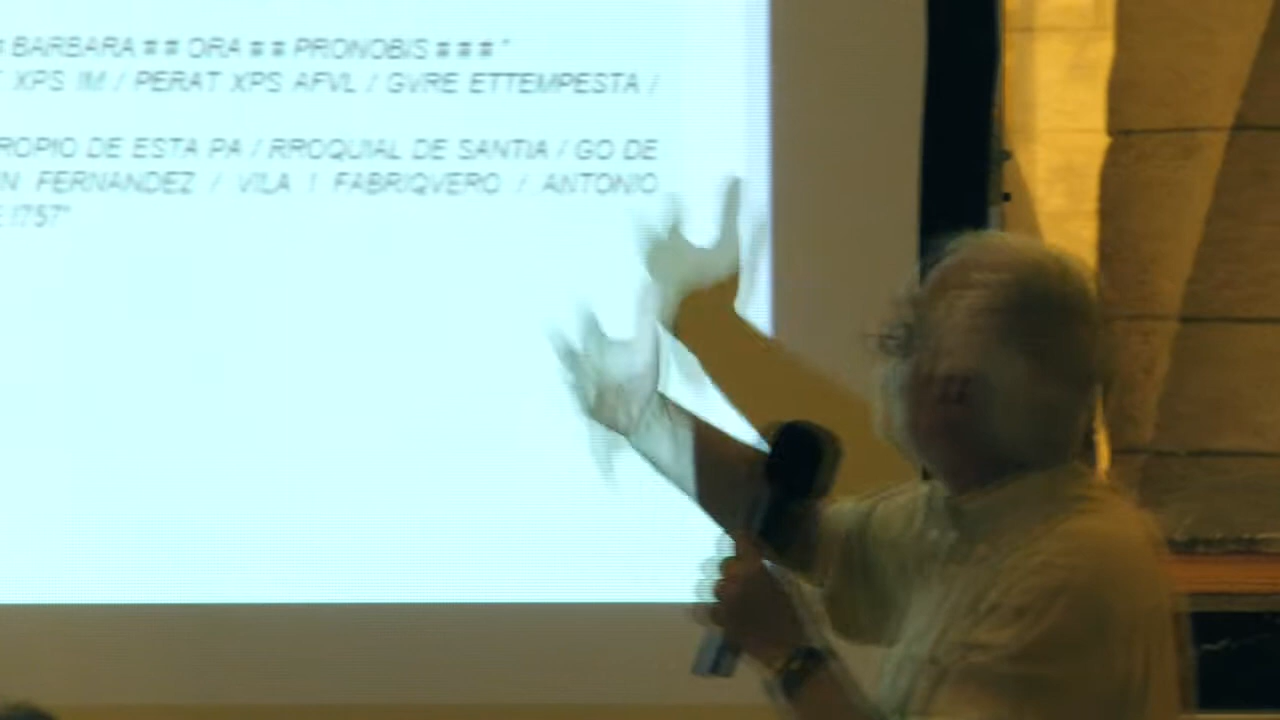 BARBARA ⌗ ⌗ ORA ⌗ ⌗ PRONOBIS ⌗ ⌗ ⌗"
XPS IM / PERAT XPS AFVL / GVRE ETTEMPESTA /
ROPIO DE ESTA PA / RROQUIAL DE SANTIA / GO DE
N FERNANDEZ / VILA / FABRIQVERO / ANTONIO
E 1757"